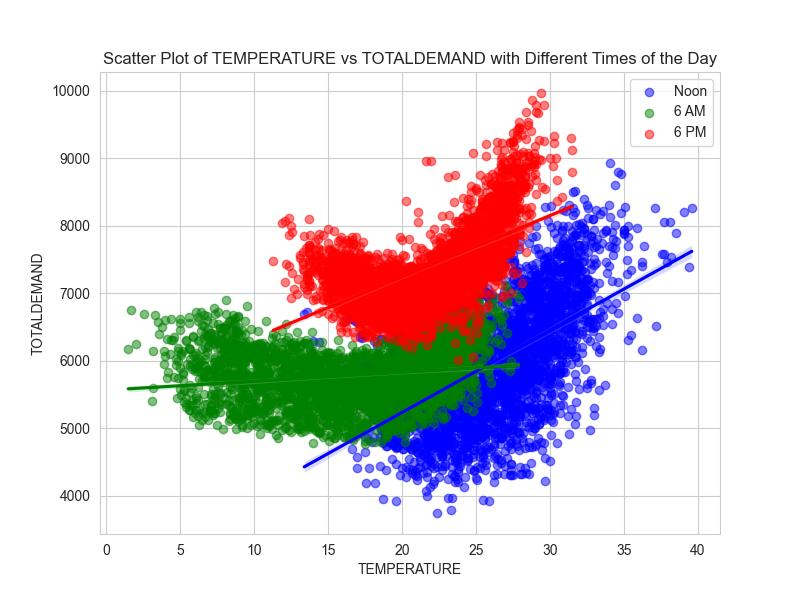 Scatter Plot of TEMPERATURE vs TOTALDEMAND with Different Times of the Day
Noon
6 AM
6 PM
TOTALDEMAND
10000
9000
8000
7000
6000
5000
4000
0 5 10 15 20 25 30 35 40
TEMPERATURE